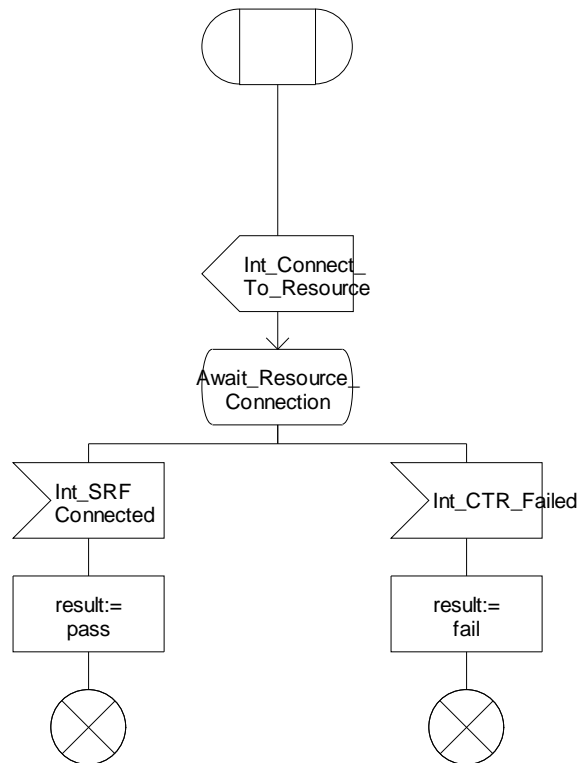 Int_Connect_
To_Resource
Await_Resource_
Connection
Int_SRF
Connected
Int_CTR_Failed
result:=
pass
result:=
fail